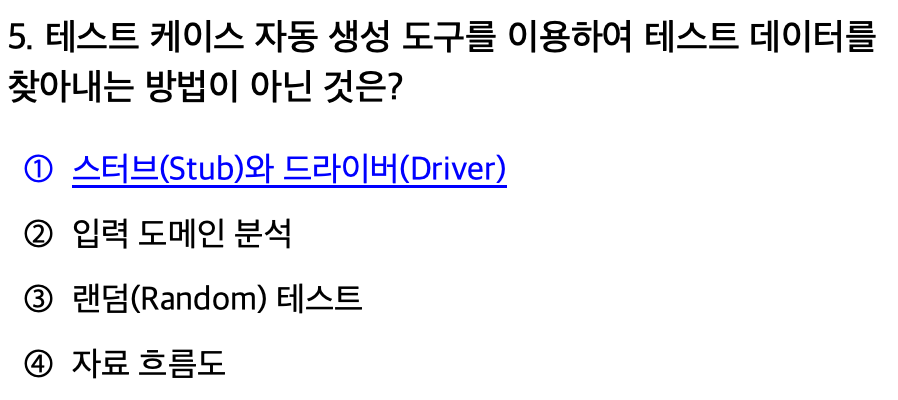 5. 테스트 케이스 자동 생성 도구를 이용하여 테스트 데이터를
찾아내는 방법이 아닌 것은?
① 스터브(Stub)와 드라이버(Driver)
② 입력 도메인 분석
③ 랜덤(Random) 테스트
④ 자료 흐름도